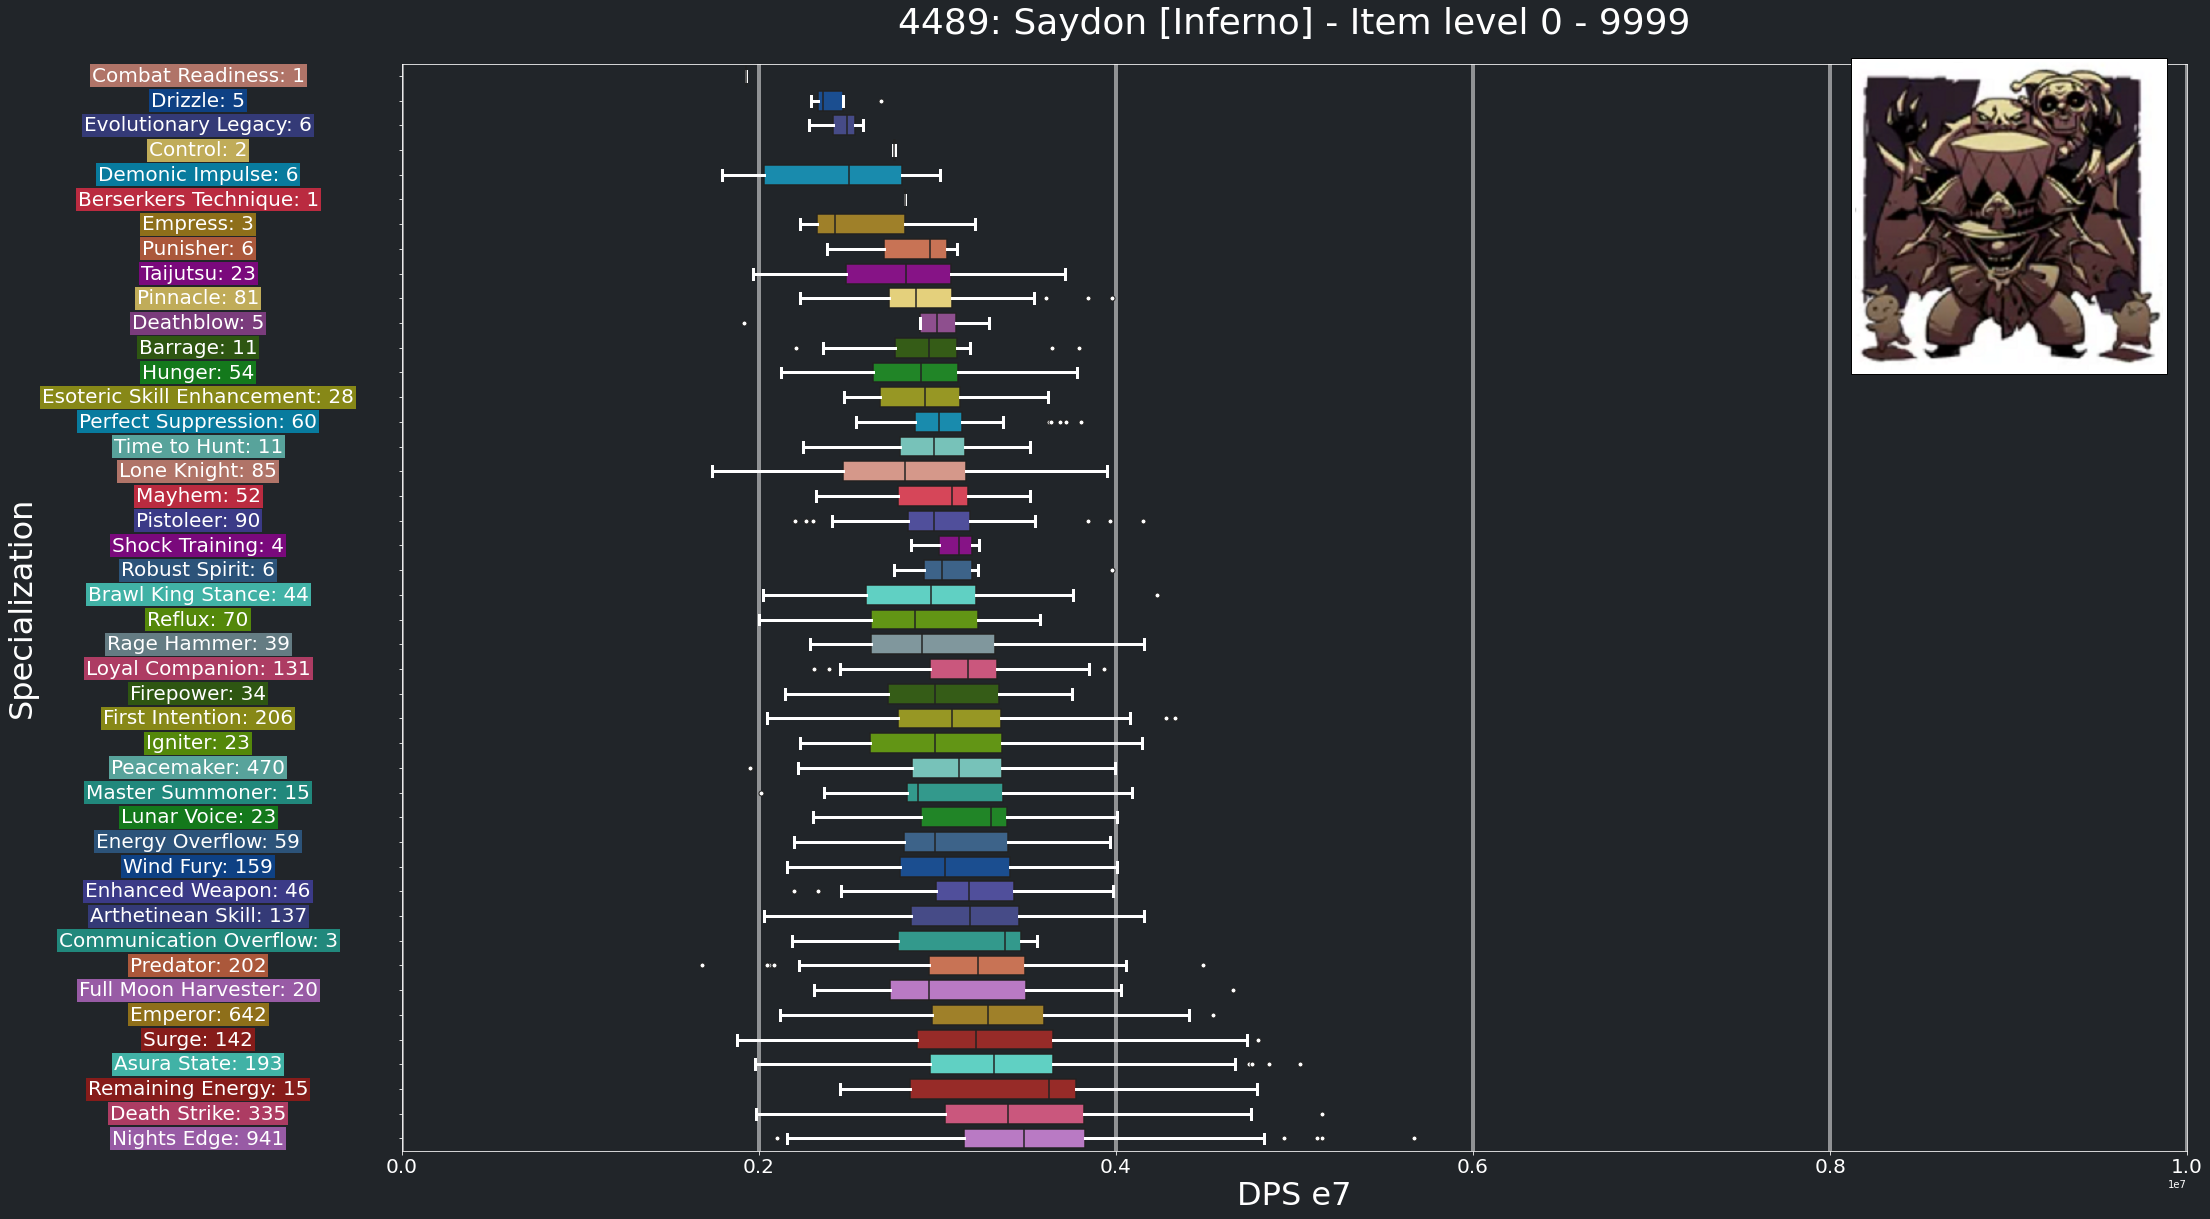 4489: Saydon [Inferno] - Item level 0 - 9999
Combat Readiness: 1
Drizzle: 5
Evolutionary Legacy: 6
Control: 2
Demonic Impulse: 6
Berserkers Technique: 1
Empress: 3
Punisher: 6
Taijutsu: 23
Pinnacle: 81
Deathblow: 5
Barrage: 11
Hunger: 54
Esoteric Skill Enhancement: 28
Perfect Suppression: 60
Time to Hunt: 11
Lone Knight: 85
Mayhem: 52
Pistoleer: 90
Shock Training: 4
Robust Spirit: 6
Brawl King Stance: 44
Reflux: 70
Rage Hammer: 39
Loyal Companion: 131
Firepower: 34
First Intention: 206
Igniter: 23
Peacemaker: 470
Master Summoner: 15
Lunar Voice: 23
Energy Overflow: 59
Wind Fury: 159
Enhanced Weapon: 46
Arthetinean Skill: 137
Communication Overflow: 3
Predator: 202
Full Moon Harvester: 20
Emperor: 642
Surge: 142
Asura State: 193
Remaining Energy: 15
Death Strike: 335
Nights Edge: 941
Specialization
0.0 0.2 0.4 0.6 0.8 1.0
1e7
DPS e7